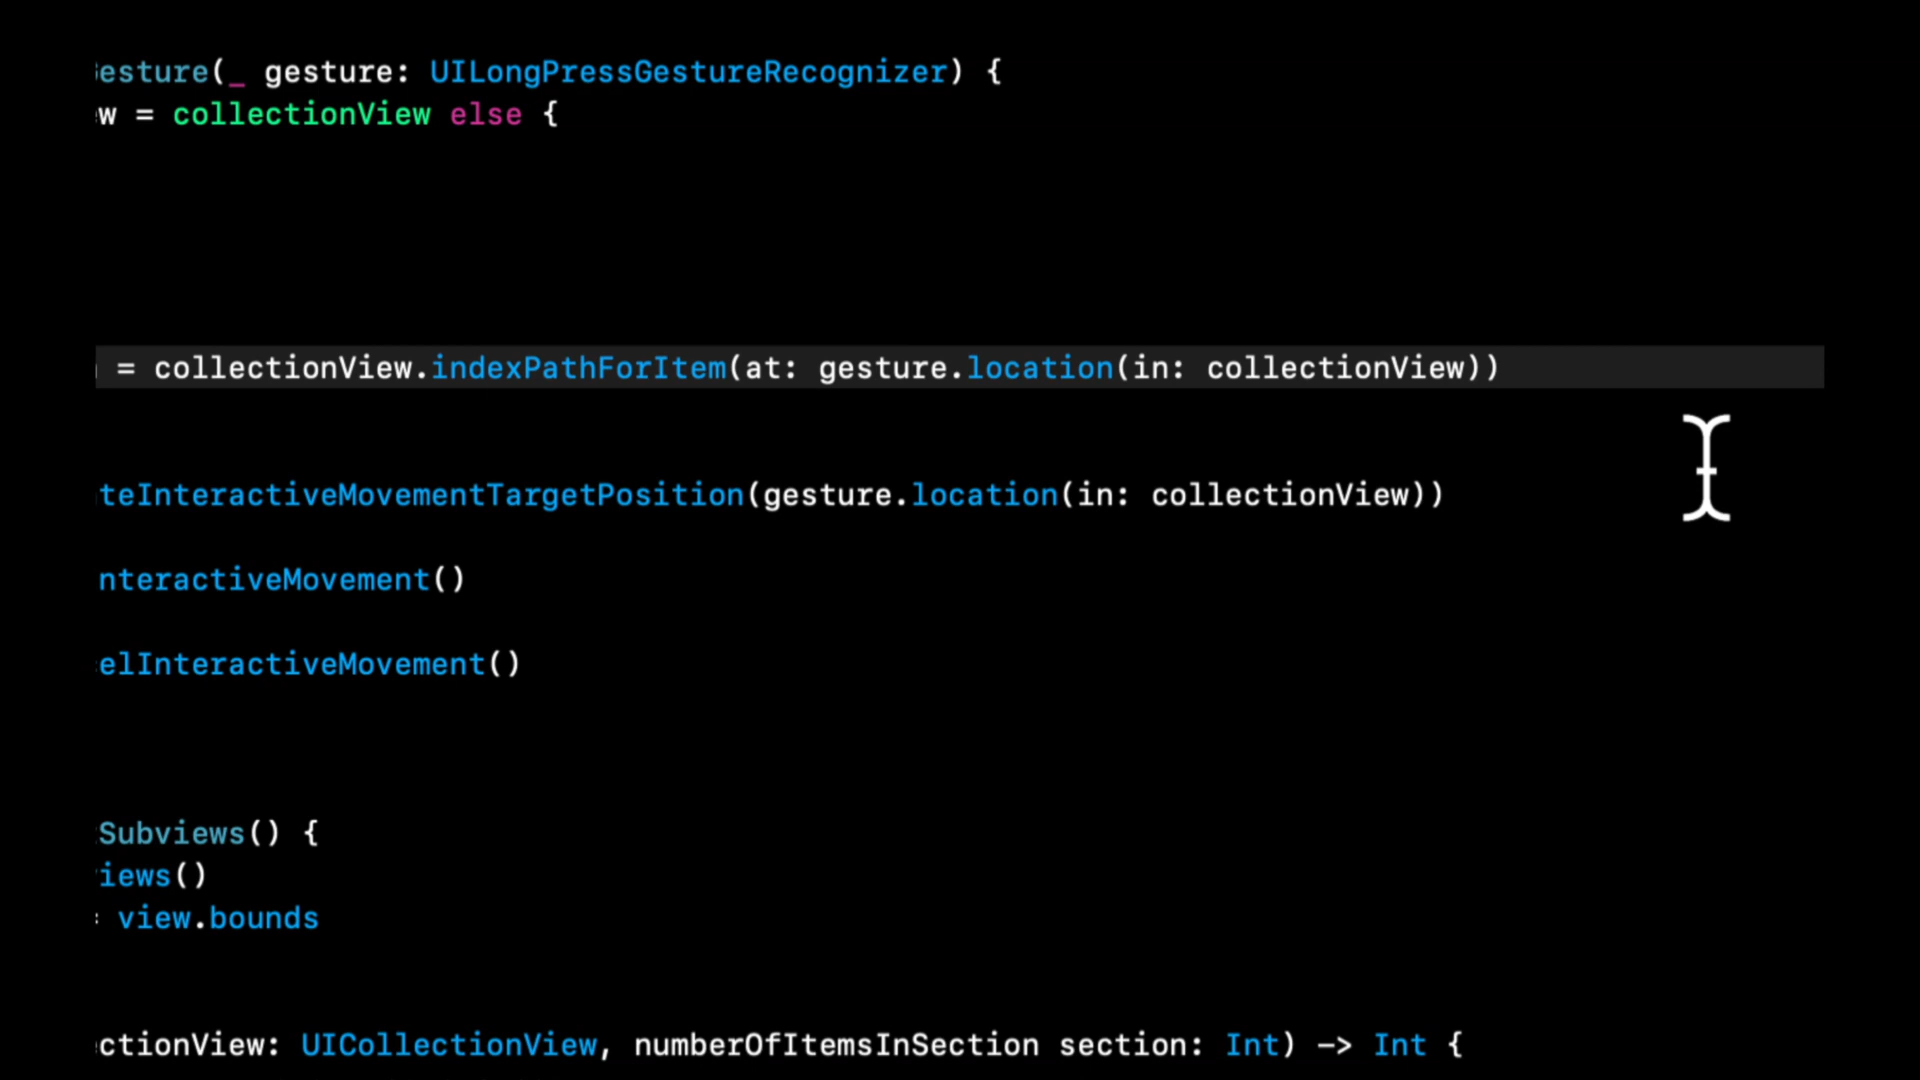 esture(_ gesture: UILongPressGestureRecognizer) {
w = collectionView else {
= collectionView.indexPathForItem(at: gesture.location(in: collectionView))
teInteractiveMovementTargetPosition(gesture.location(in: collectionView))
nteractiveMovement()
elInteractiveMovement()
Subviews() {
iews()
= view.bounds
ctionView: UICollectionView, numberOfItemsInSection section: Int) -> Int {